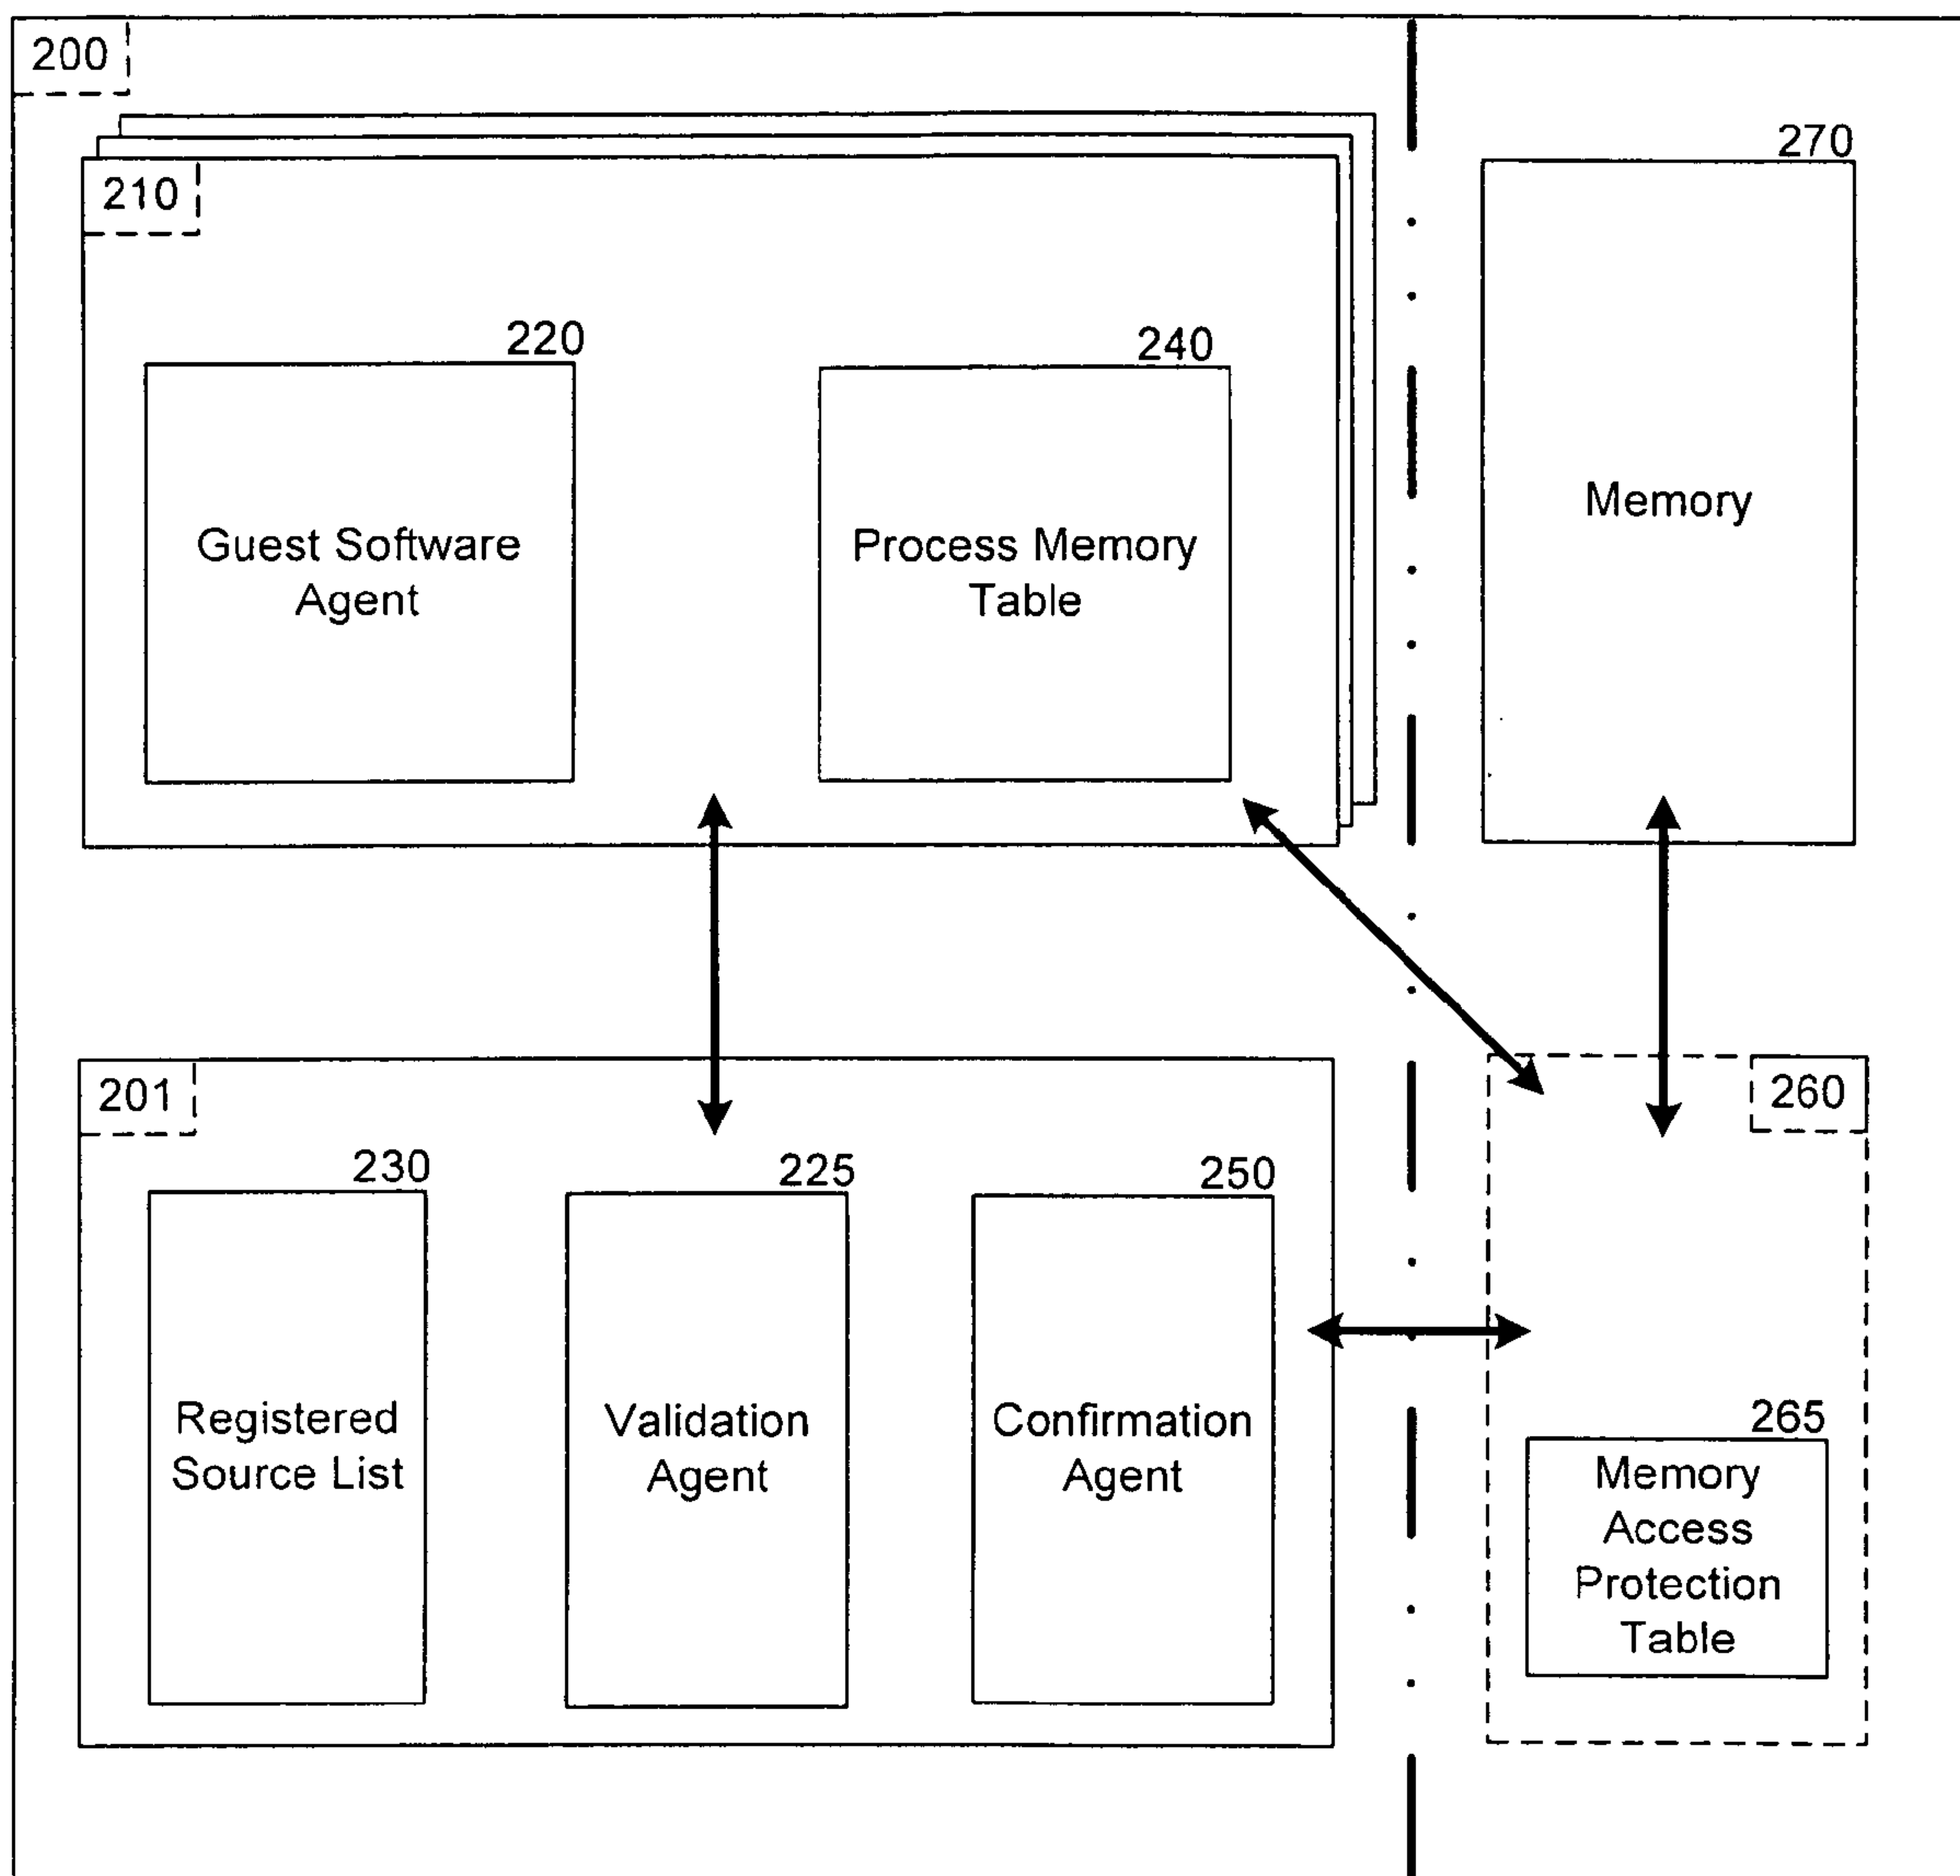 200
270
210
220
240
Guest Software
Agent
Process Memory
Table
Memory
201
260
230
225
250
Registered
Source List
Validation
Agent
Confirmation
Agent
265
Memory
Access
Protection
Table